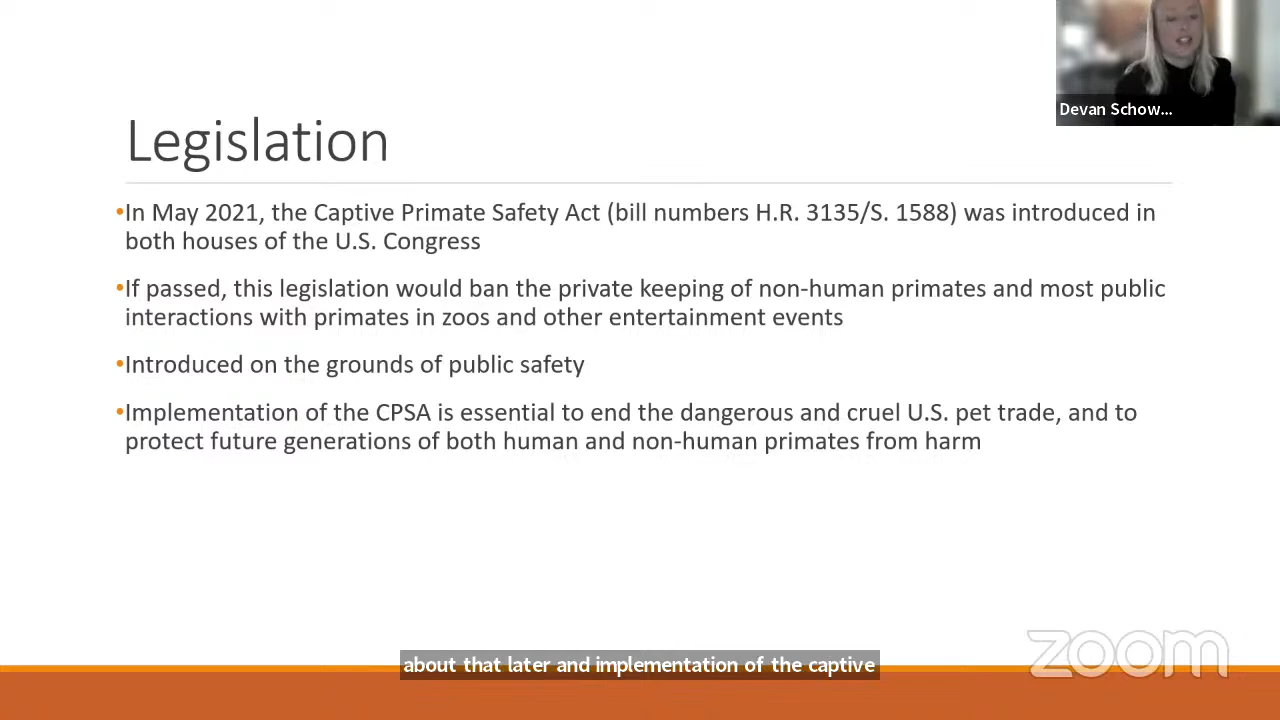 Devan Schow...
Legislation
•In May 2021, the Captive Primate Safety Act (bill numbers H.R. 3135/S. 1588) was introduced in
both houses of the U.S. Congress
•If passed, this legislation would ban the private keeping of non-human primates and most public
interactions with primates in zoos and other entertainment events
•Introduced on the grounds of public safety
•Implementation of the CPSA is essential to end the dangerous and cruel U.S. pet trade, and to
protect future generations of both human and non-human primates from harm
zoom
about that later and implementation of the captive